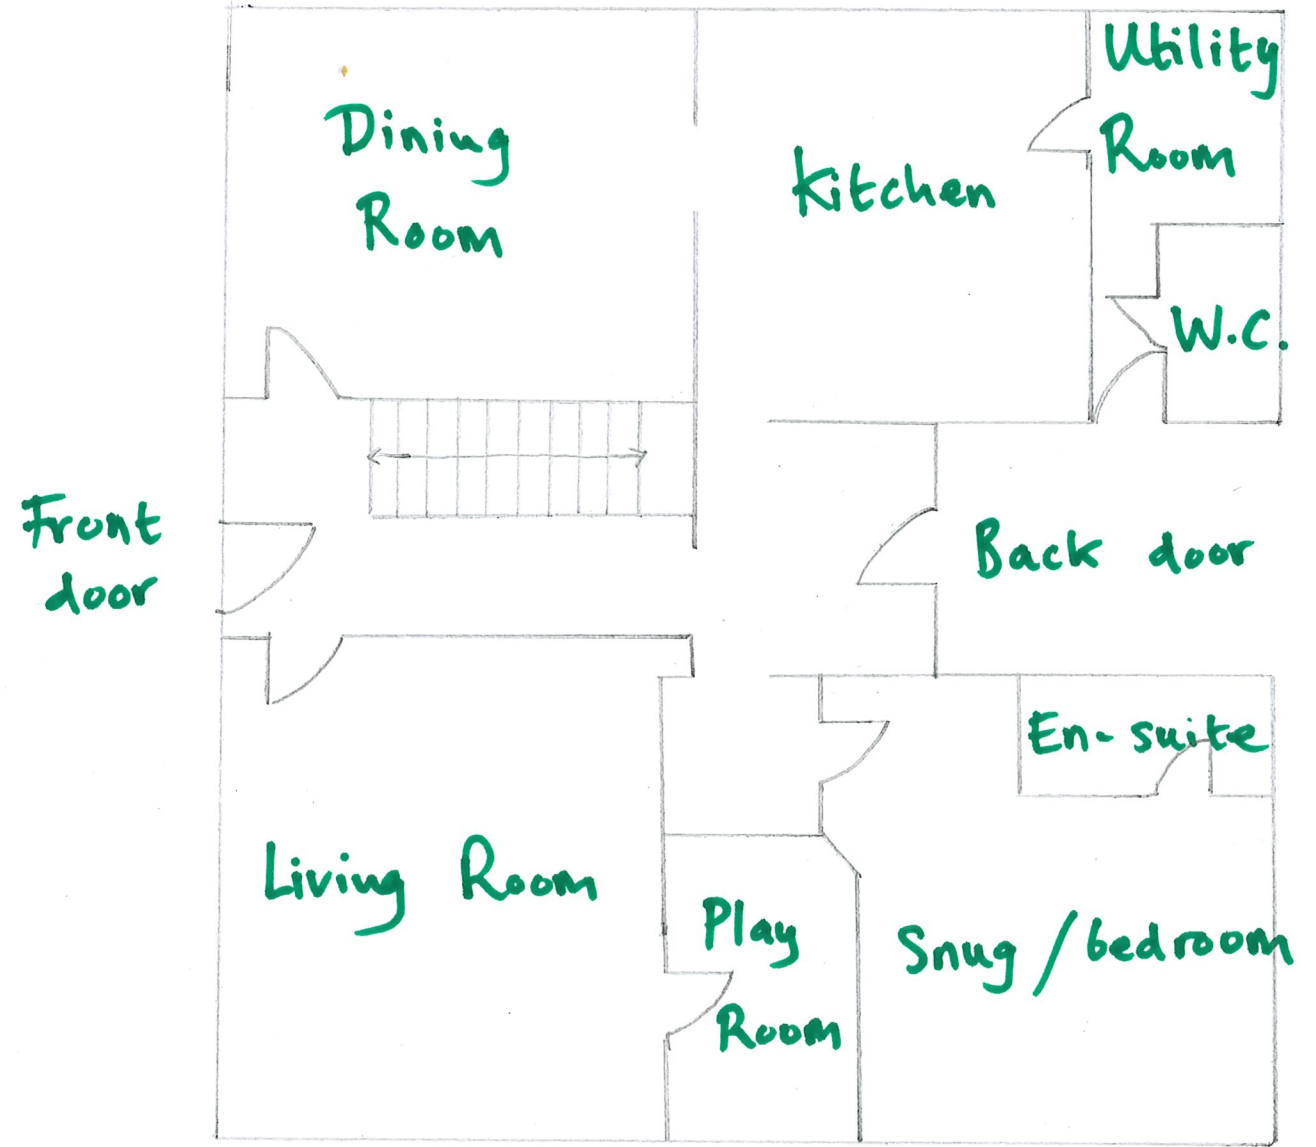 Utility
Room
Dining
Room
Kitchen
W.C.
Front
door
Back door
En-suite
Living Room
Play
Room
Snug / bedroom